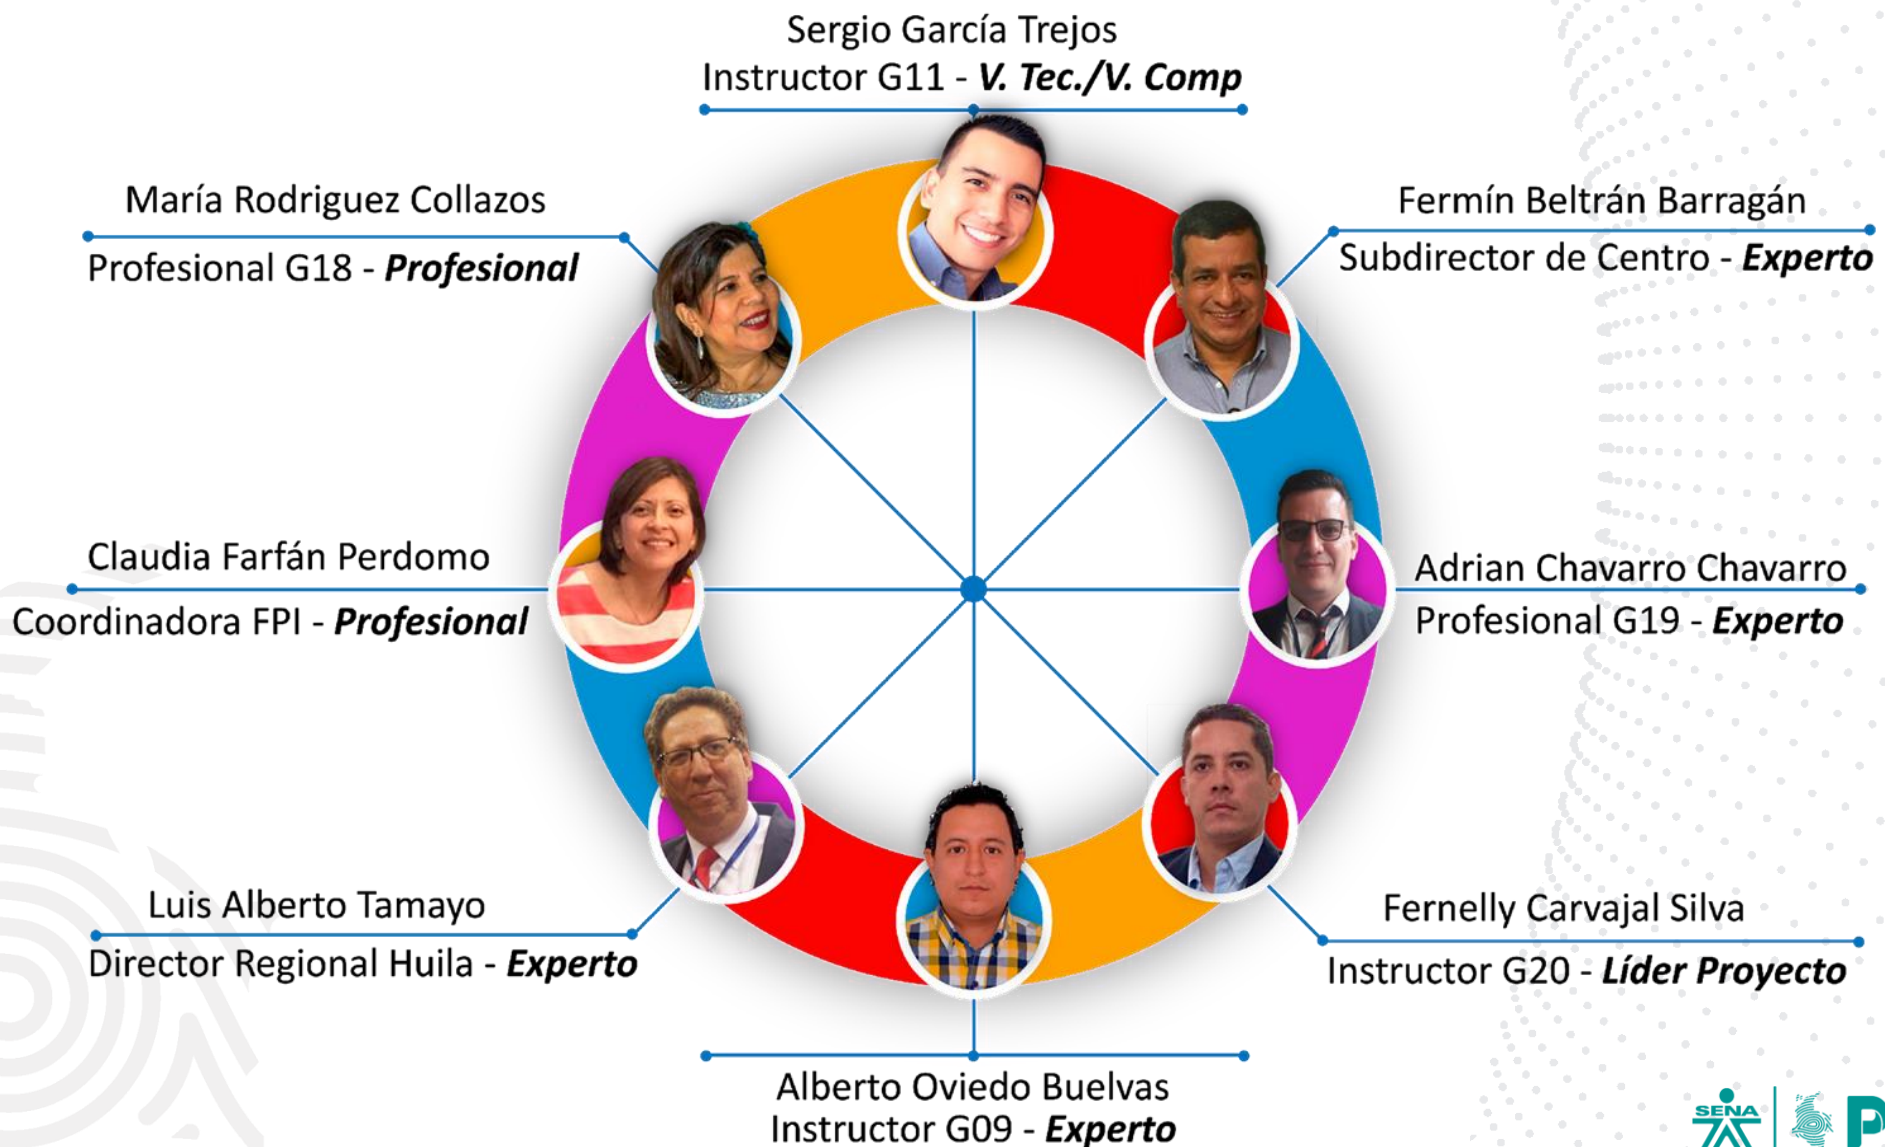 Sergio García Trejos
Instructor G11 - V. Tec./V. Comp
María Rodriguez Collazos
Profesional G18 - Profesional
Fermín Beltrán Barragán
Subdirector de Centro - Experto
Claudia Farfán Perdomo
Coordinadora FPI - Profesional
Adrian Chavarro Chavarro
Profesional G19 - Experto
Luis Alberto Tamayo
Director Regional Huila - Experto
Fernelly Carvajal Silva
Instructor G20 - Líder Proyecto
Alberto Oviedo Buelvas
Instructor G09 - Experto
SENA